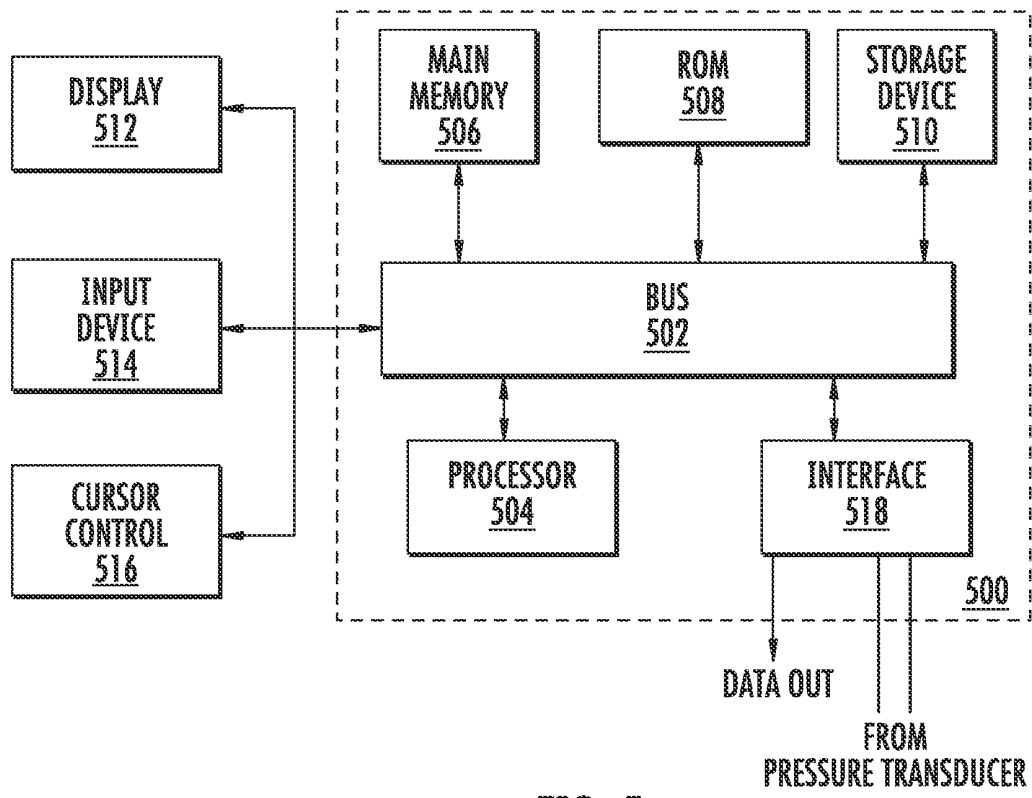 DISPLAY
512
INPUT
DEVICE
514
CURSOR
CONTROL
516
MAIN
MEMORY
506
ROM
508
STORAGE
DEVICE
510
BUS
502
PROCESSOR
504
INTERFACE
518
500
DATA OUT
FROM
PRESSURE TRANSDUCER